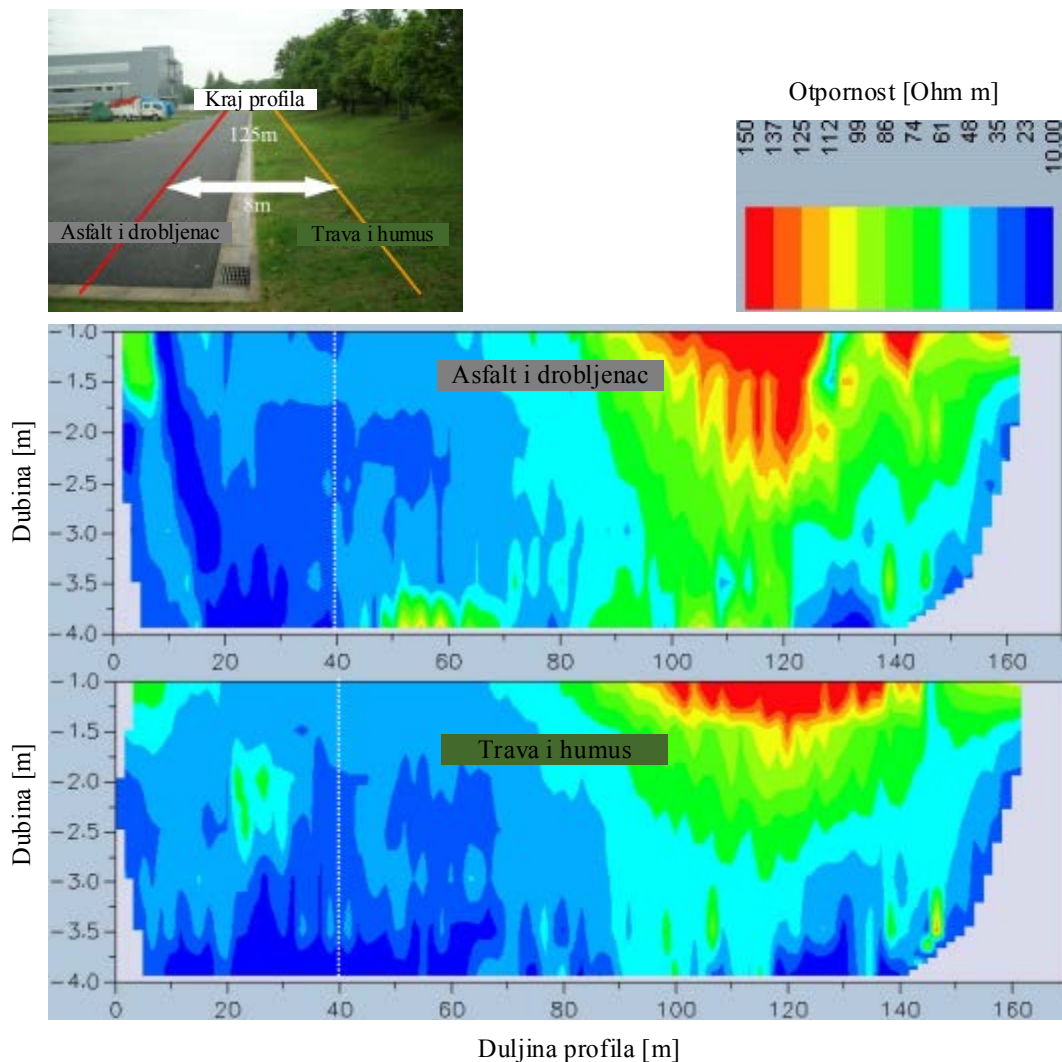 Kraj profila
125m
8m
Asfalt i drobljenac
Trava i humus
Otpornost [Ohm m]
150 137 125 112 99 86 74 61 48 35 23 10.00
Asfalt i drobljenac
Dubina [m]
-1.0
-1.5
-2.0
-2.5
-3.0
-3.5
-4.0
0 20 40 60 80 100 120 140 160
Trava i humus
Dubina [m]
-1.0
-1.5
-2.0
-2.5
-3.0
-3.5
-4.0
0 20 40 60 80 100 120 140 160
Duljina profila [m]